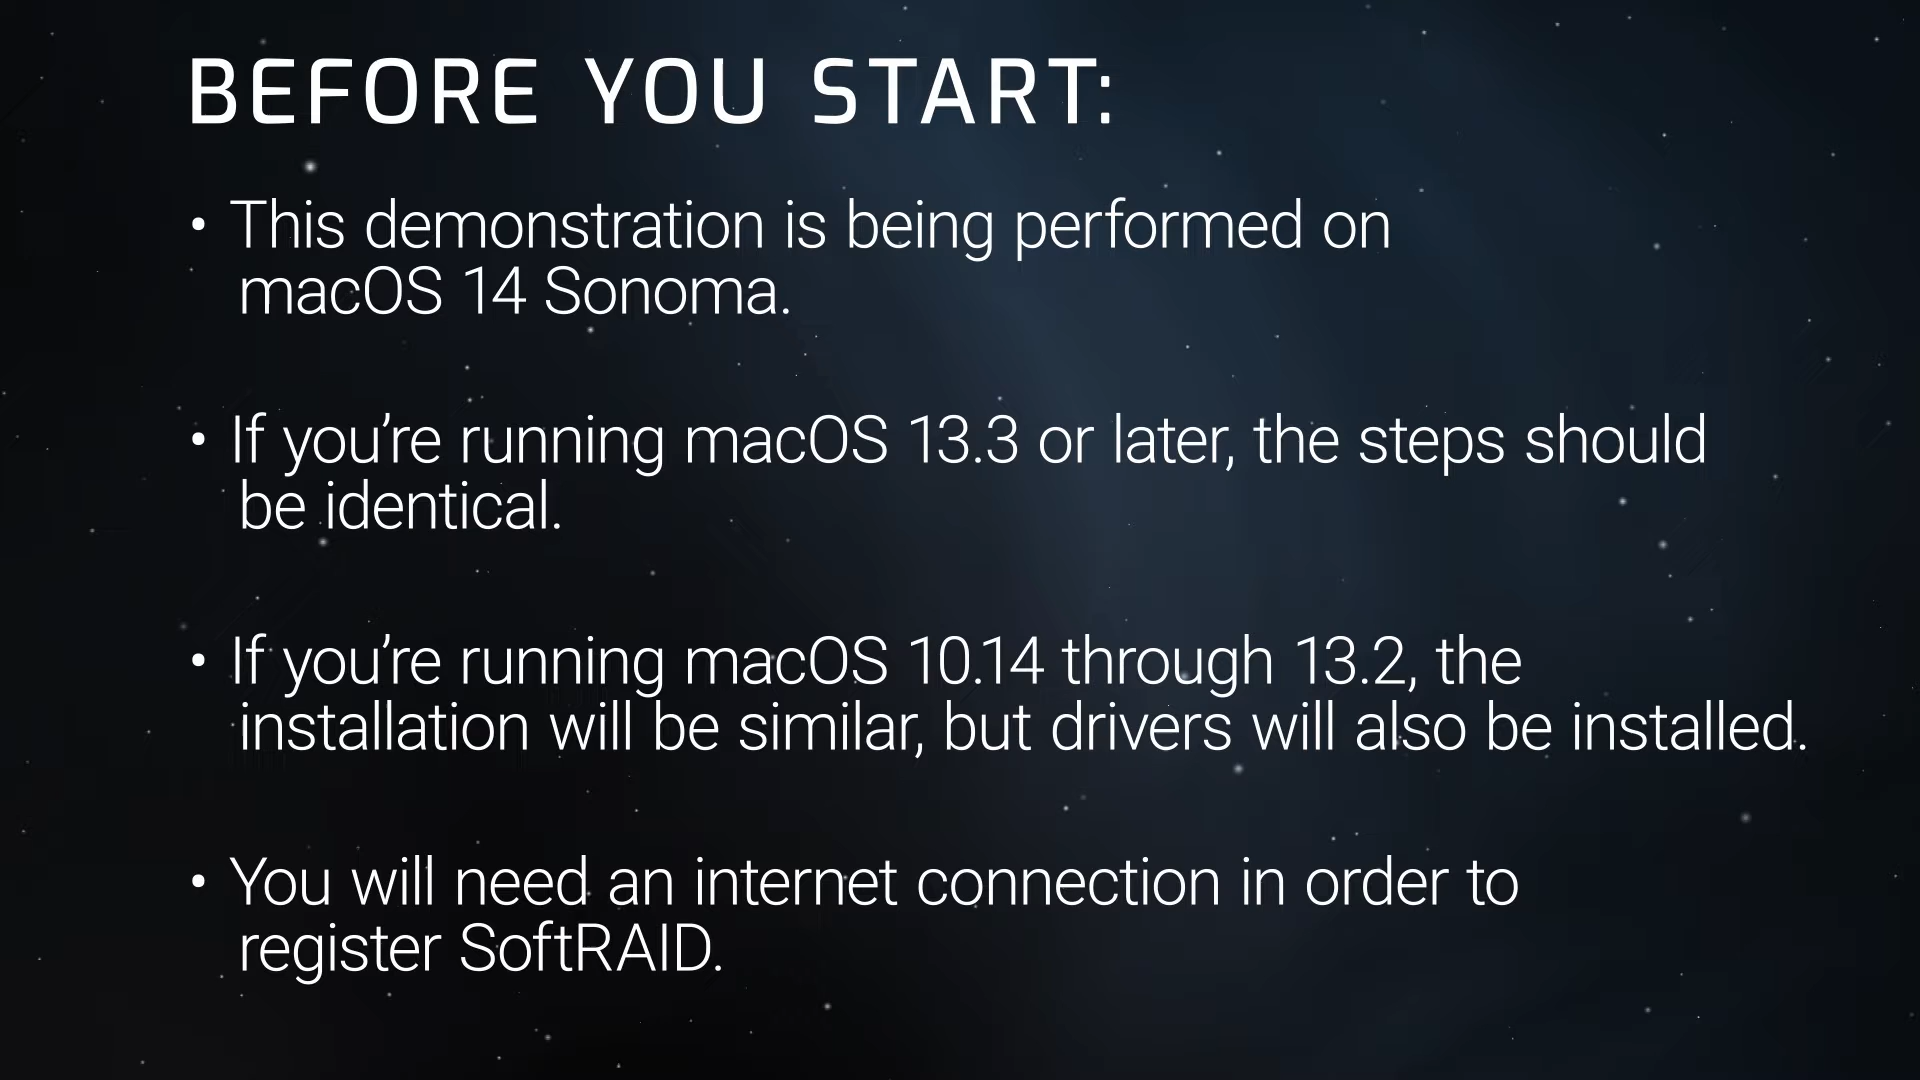 BEFORE YOU START:
• This demonstration is being performed on
macOS 14 Sonoma.
• If you’re running macOS 13.3 or later, the steps should
be identical.
• If you’re running macOS 10.14 through 13.2, the
installation will be similar, but drivers will also be installed.
• You will need an internet connection in order to
register SoftRAID.